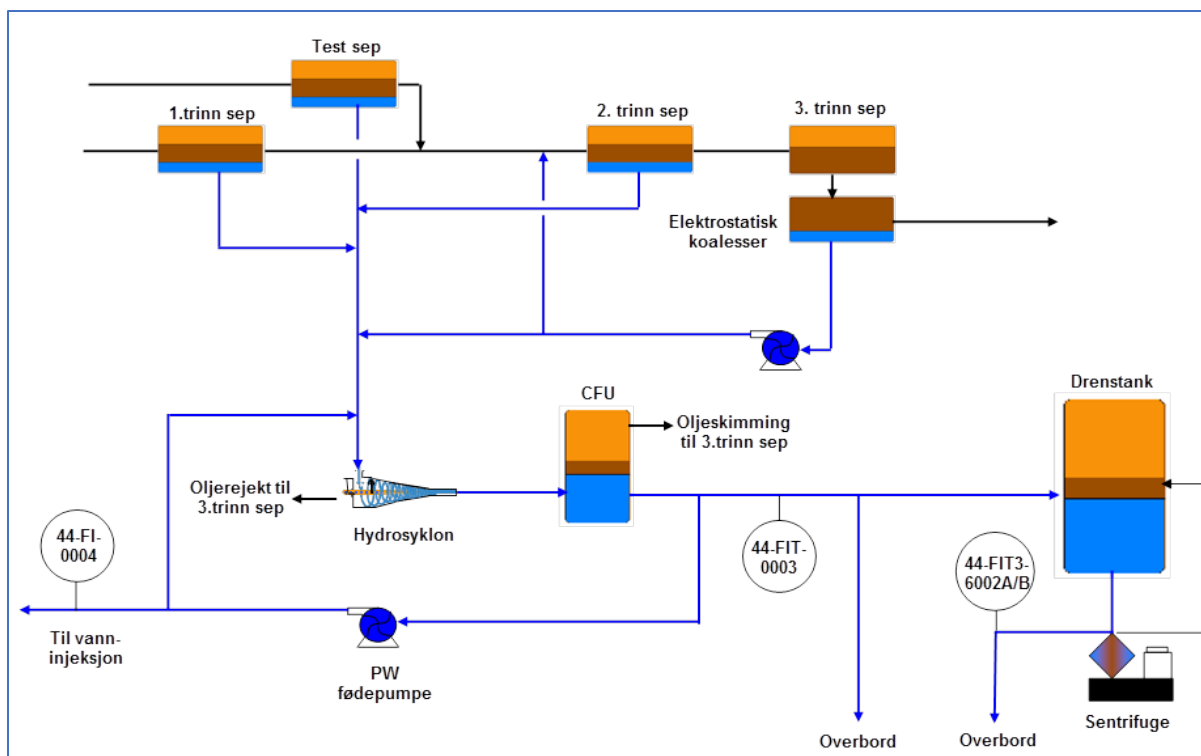 Test sep
1.trinn sep
2. trinn sep
3. trinn sep
Elektrostatisk
koalesser
CFU
Drenstank
Oljeskimming
til 3.trinn sep
Oljerejekt til
3.trinn sep
Hydrosyklon
44-FI-
0004
44-FIT-
0003
44-FIT3-
6002A/B
Til vann-
injeksjon
PW
fødepumpe
Overbord
Overbord
Sentrifuge